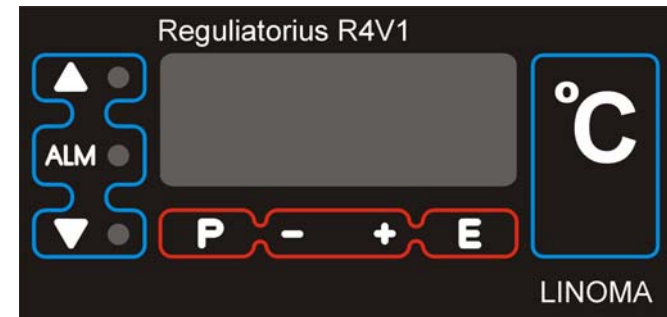 Reguliatorius R4V1
°C
ALM
P - + E
LINOMA